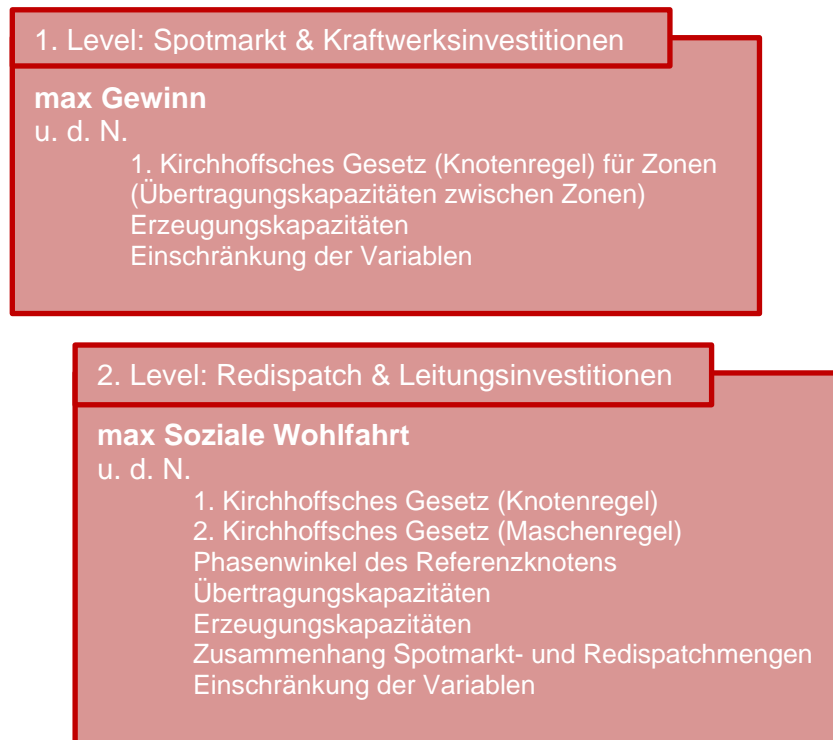 1. Level: Spotmarkt & Kraftwerksinvestitionen
max Gewinn
u. d. N.
1. Kirchhoffsches Gesetz (Knotenregel) für Zonen
(Übertragungskapazitäten zwischen Zonen)
Erzeugungskapazitäten
Einschränkung der Variablen
2. Level: Redispatch & Leitungsinvestitionen
max Soziale Wohlfahrt
u. d. N.
1. Kirchhoffsches Gesetz (Knotenregel)
2. Kirchhoffsches Gesetz (Maschenregel)
Phasenwinkel des Referenzknotens
Übertragungskapazitäten
Erzeugungskapazitäten
Zusammenhang Spotmarkt- und Redispatchmengen
Einschränkung der Variablen